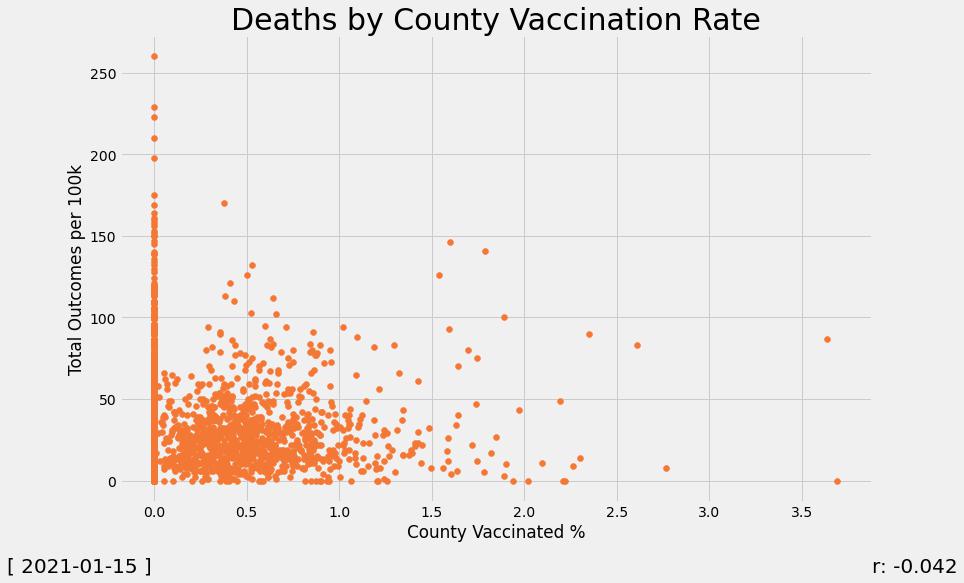 Deaths by County Vaccination Rate
Total Outcomes per 100k
250
200
150
100
50
0
0.0 0.5 1.0 1.5 2.0 2.5 3.0 3.5
County Vaccinated %
[ 2021-01-15 ]
r: -0.042